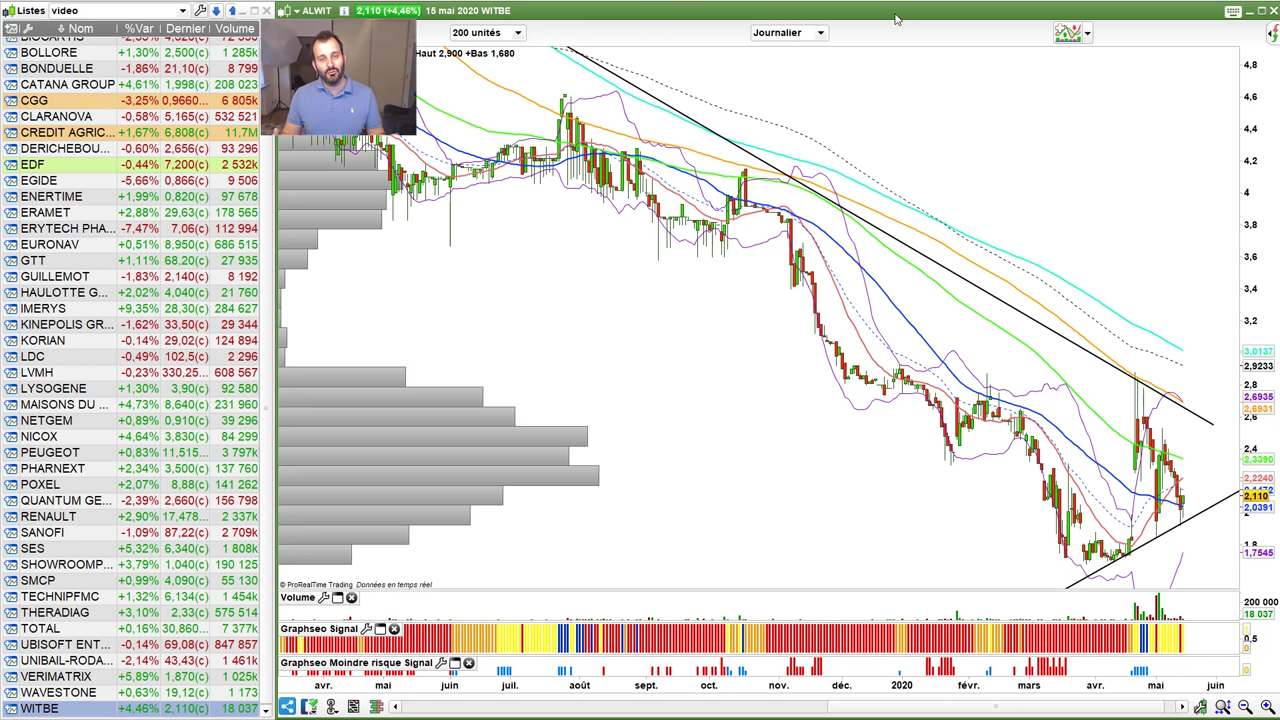 Listes video
ALWIT 2,110 (+4,46%) 15 mai 2020 WITBE
%Var Dernier Volume
200 unités
Journalier
Haut 2,900 +Bas 1,680
BOLLORE +1,30% 2,500(c) 1 285k
BONDUELLE -1,86% 21,10(c) 8 799
CATANA GROUP +4,61% 1,998(c) 208 023
CGG -3,25% 0,9660... 6 805k
CLARANOVA -0,58% 5,165(c) 532 521
CREDIT AGRIC... +1,67% 6,808(c) 11,7M
DERICHEBOU... -0,60% 2,656(c) 93 296
EDF -0,44% 7,200(c) 2 532k
EGIDE -5,66% 0,866(c) 9 506
ENERTIME +1,99% 0,820(c) 97 678
ERAMET +2,88% 29,63(c) 178 565
ERYTECH PHA... -7,47% 7,06(c) 112 994
EURONAV +0,51% 8,950(c) 686 515
GTT +1,11% 68,20(c) 67 235
GUILLEMOT -1,83% 2,140(c) 8 192
HAULOTTE G... +2,02% 4,040(c) 21 760
IMERYS +9,35% 28,30(c) 284 627
KINEPOLIS GR... -1,62% 33,50(c) 29 344
KORIAN -0,14% 29,02(c) 124 894
LDC -0,49% 102,5(c) 2 296
LVMH -0,23% 330,25... 608 567
LYSOGENE +1,30% 3,90(c) 92 580
MAISONS DU ... +4,73% 8,640(c) 231 960
NETGEM +0,89% 0,910(c) 39 296
NICOX +4,64% 3,830(c) 84 299
PEUGEOT +0,83% 11,515... 3 797k
PHARNEXT +2,34% 3,500(c) 137 760
POXEL +2,07% 8,88(c) 141 262
QUANTUM GE... -2,39% 2,660(c) 156 798
RENAULT +2,90% 17,478... 2 337k
SANOFI -1,09% 87,22(c) 2 709k
SES +5,32% 6,340(c) 1 808k
SHOWROOMP... +3,79% 1,040(c) 190 125
SMCP +0,99% 4,090(c) 55 130
TECHNIPFMC +1,32% 6,134(c) 1 454k
THERADIAG +3,10% 2,33(c) 575 514
TOTAL +0,16% 30,860... 7 377k
UBISOFT ENT... -0,14% 69,08(c) 847 857
UNIBAIL-RODA... -2,14% 43,43(c) 1 461k
VERIMATRIX +5,89% 1,870(c) 1 025k
WAVESTONE +0,63% 19,12(c) 1 173
WITBE +4,46% 2,110(c) 18 037
4,8
4,6
4,4
4,2
4
3,8
3,6
3,4
3,2
3,0137
2,9233
2,8
2,6935
2,6931
2,6
2,4
2,3390
2,2240
2,110
2,0391
1,8
1,7545
© ProRealTime Trading Données en temps réel
Volume
200 000
18 037
Graphseo Signal
0,5
0
Graphseo Moindre risque Signal
0
avr. mai juin juil. août sept. oct. nov. déc. 2020 févr. mars avr. mai juin